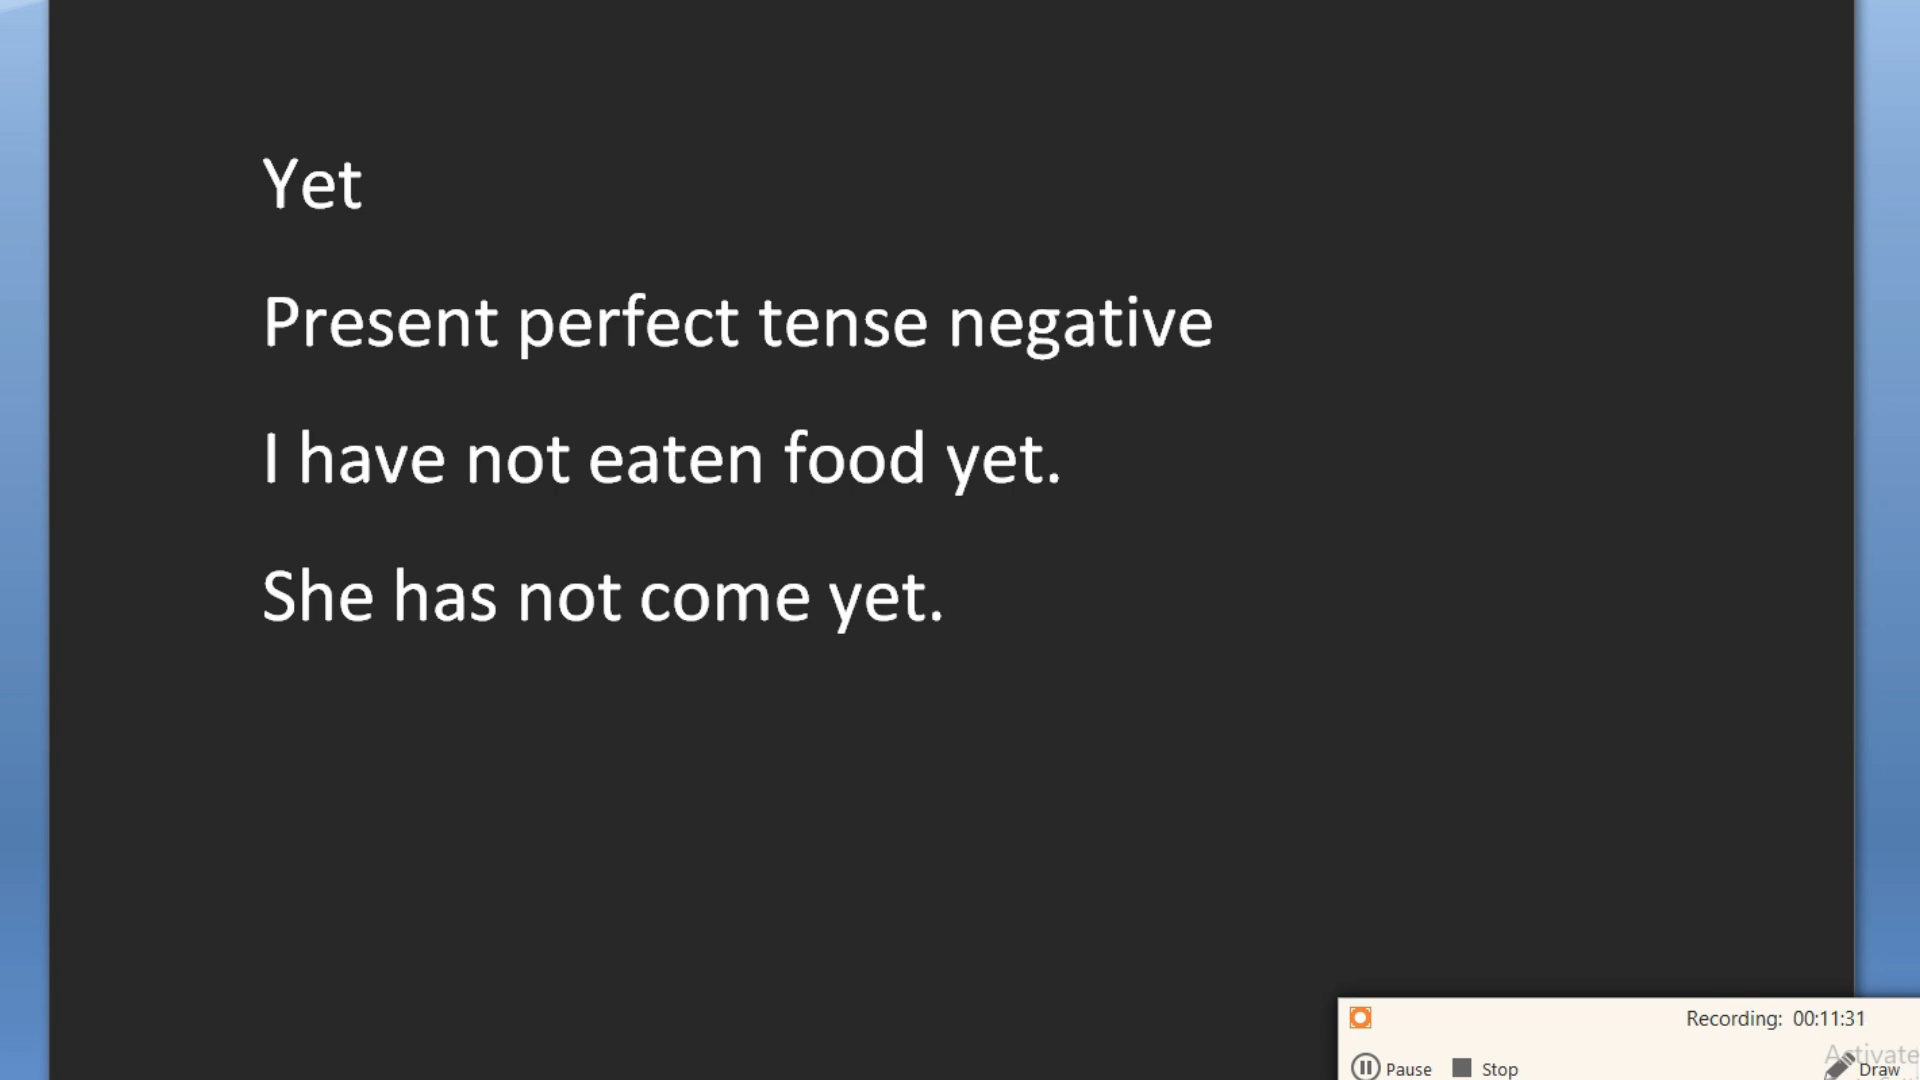 Yet
Present perfect tense negative
I have not eaten food yet.
She has not come yet.
Recording: 00:11:31
Activate
Pause Stop Draw